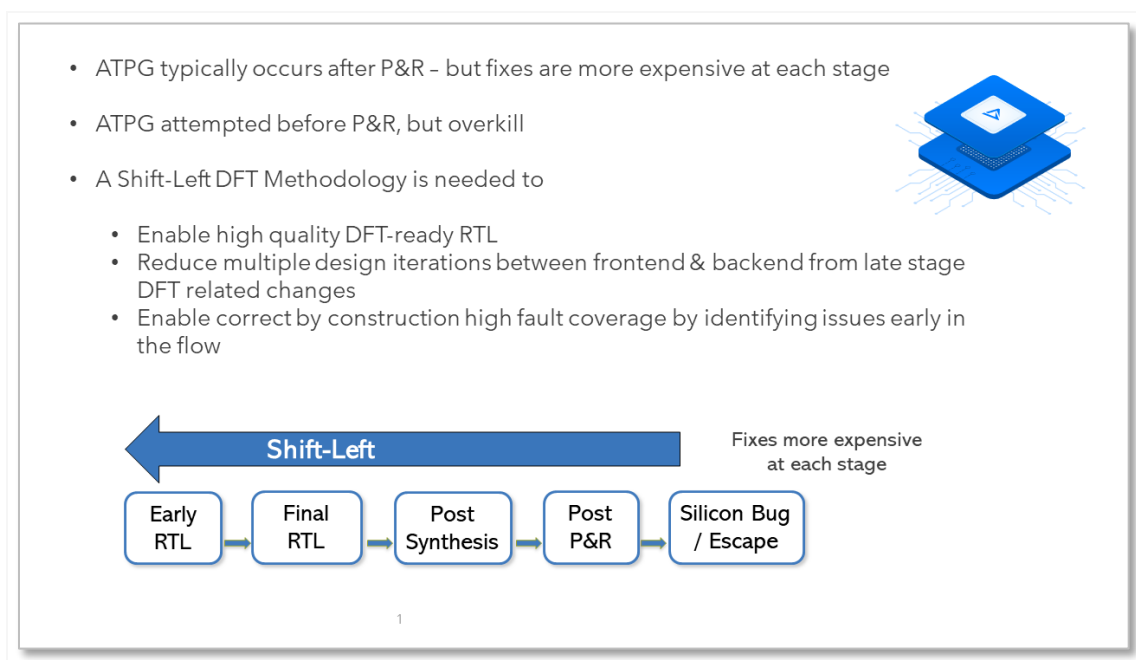 • ATPG typically occurs after P&R – but fixes are more expensive at each stage
• ATPG attempted before P&R, but overkill
• A Shift-Left DFT Methodology is needed to
• Enable high quality DFT-ready RTL
• Reduce multiple design iterations between frontend & backend from late stage
DFT related changes
• Enable correct by construction high fault coverage by identifying issues early in
the flow
Shift-Left
Fixes more expensive
at each stage
Early
RTL
Final
RTL
Post
Synthesis
Post
P&R
Silicon Bug
/ Escape
1